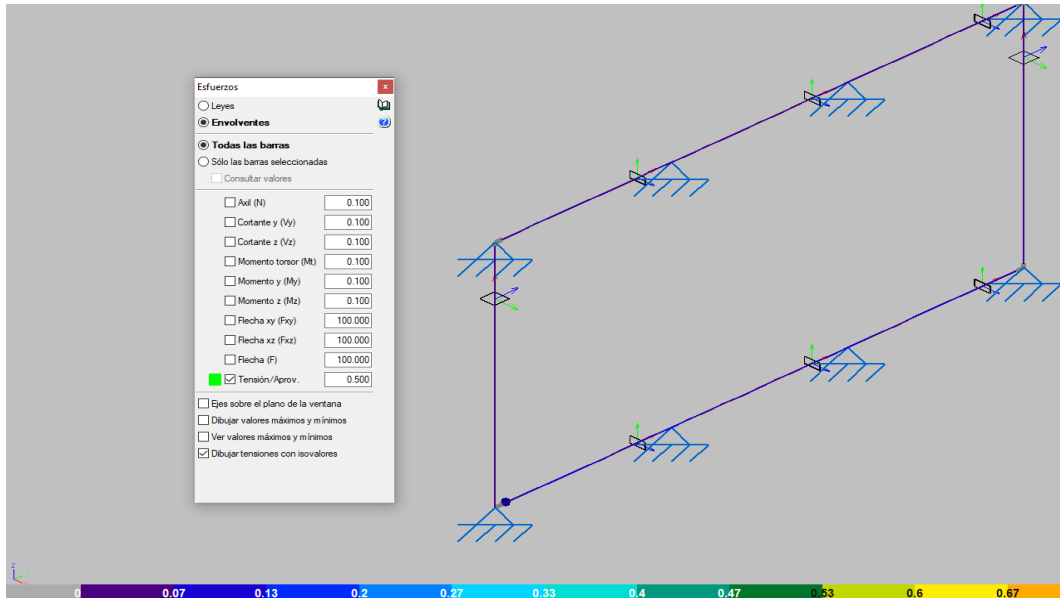 Esfuerzos
x
Leyes
Envolventes
?
Todas las barras
Sólo las barras seleccionadas
Consultar valores
Axil (N) 0.100
Cortante y (Vy) 0.100
Cortante z (Vz) 0.100
Momento torsor (Mt) 0.100
Momento y (My) 0.100
Momento z (Mz) 0.100
Flecha xy (Fxy) 100.000
Flecha xz (Fxz) 100.000
Flecha (F) 100.000
Tensión/Aprov. 0.500
Ejes sobre el plano de la ventana
Dibujar valores máximos y mínimos
Ver valores máximos y mínimos
Dibujar tensiones con isovalores
z
0 0.07 0.13 0.2 0.27 0.33 0.4 0.47 0.53 0.6 0.67